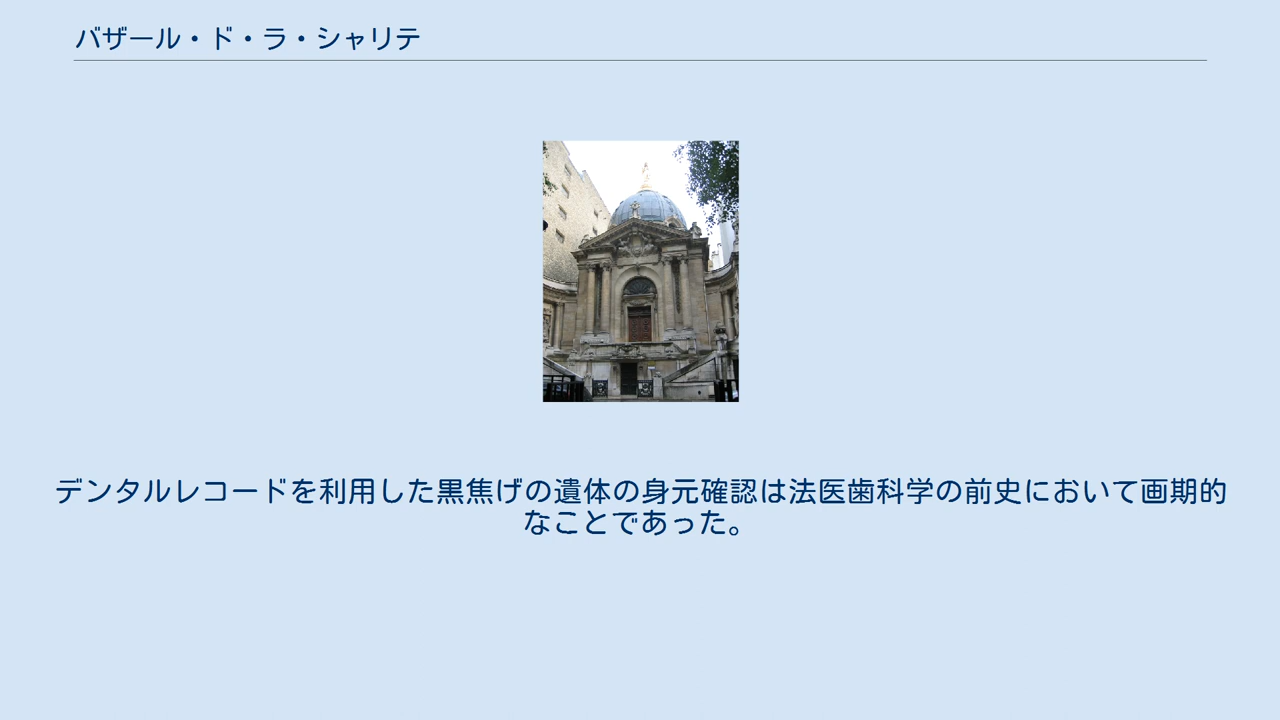 バザール・ド・ラ・シャリテ
デンタルレコードを利用した黒焦げの遺体の身元確認は法医歯科学の前史において画期的
なことであった。